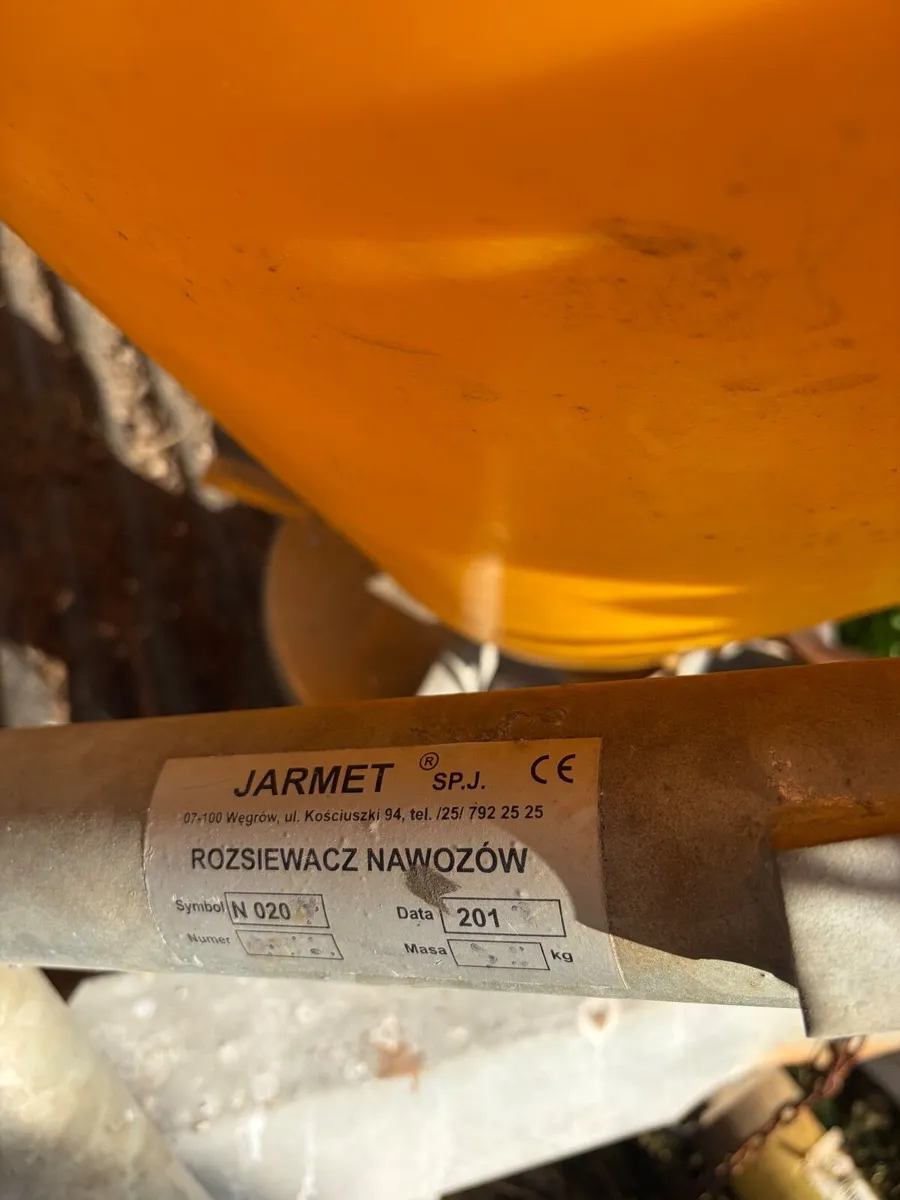 JARMET ® SP.J. CE
07-100 Węgrów, ul. Kościuszki 94, tel. /25/ 792 25 25
ROZSIEWACZ NAWOZÓW
Symbol N 020 Data 201
Numer Masa kg